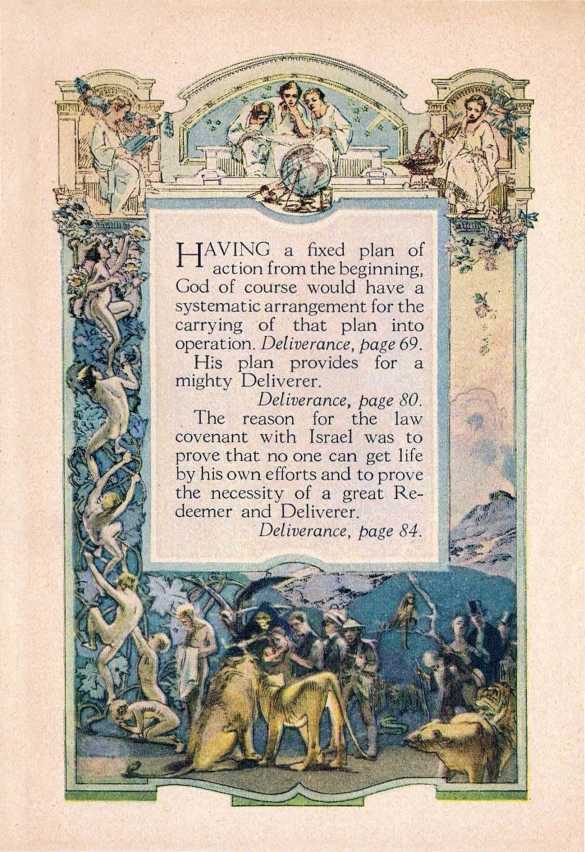 HAVING a fixed plan of
action from the beginning,
God of course would have a
systematic arrangement for the
carrying of that plan into
operation. Deliverance, page 69.
His plan provides for a
mighty Deliverer.
Deliverance, page 80.
The reason for the law
covenant with Israel was to
prove that no one can get life
by his own efforts and to prove
the necessity of a great Re-
deemer and Deliverer.
Deliverance, page 84.